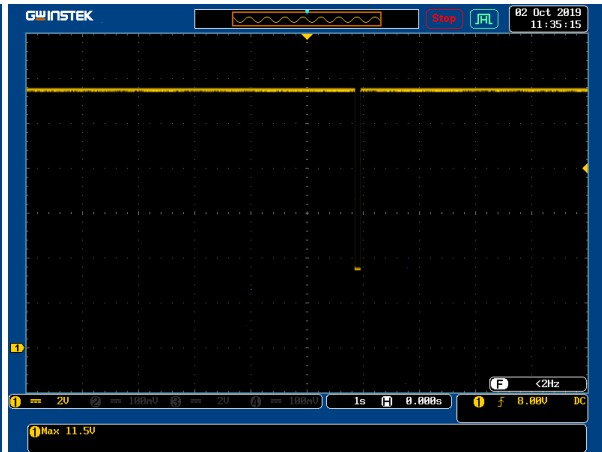 GWINSTEK
Stop
02 Oct 2019
11:35:15
1
F <2Hz
1 2V 2 100mV 3 2V 4 100mV 1s H 0.000s 1 8.00V DC
1 Max 11.5V